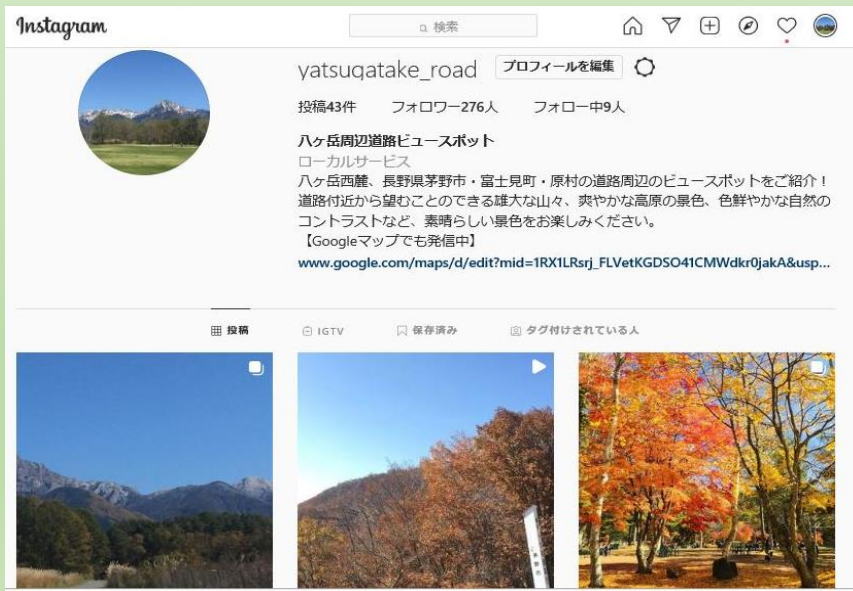 Instagram
検索
yatsugatake_road プロフィールを編集
投稿43件 フォロワー276人 フォロー中9人
八ヶ岳周辺道路ビュースポット
ローカルサービス
八ヶ岳西麓、長野県茅野市・富士見町・原村の道路周辺のビュースポットをご紹介！
道路付近から望むことのできる雄大な山々、爽やかな高原の景色、色鮮やかな自然の
コントラストなど、素晴らしい景色をお楽しみください。
【Googleマップでも発信中】
www.google.com/maps/d/edit?mid=1RX1LRsrj_FLVetKGDSO41CMWdkr0jakA&usp...
投稿 IGTV 保存済み タグ付けされている人